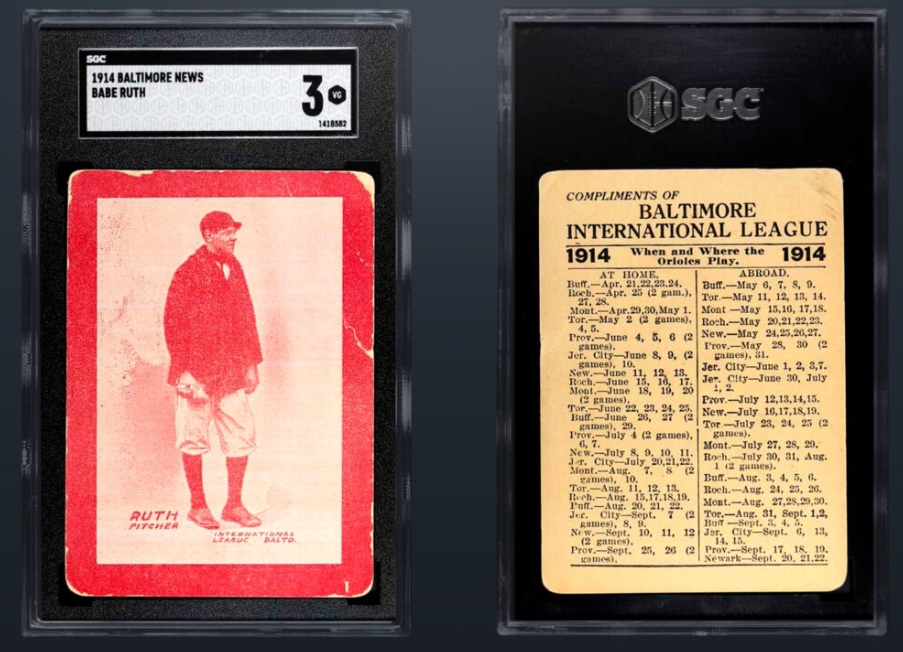 SGC
1914 BALTIMORE NEWS
BABE RUTH
3 VG
1418582
RUTH
PITCHER
INTERNATIONAL
LEAGUE BALTO.
1
SGC
COMPLIMENTS OF
BALTIMORE
INTERNATIONAL LEAGUE
1914 When and Where the Orioles Play. 1914
AT HOME.
Buff.—Apr. 21,22,23,24.
Roch.—Apr. 25 (2 gam.),
27, 28.
Mont.—Apr.29,30,May 1.
Tor.—May 2 (2 games),
4, 5.
Prov.—June 4, 5, 6 (2
games).
Jer. City—June 8, 9, (2
games), 10.
New.—June 11, 12, 13.
Roch.—June 15, 16, 17.
Mont.—June 18, 19, 20
(2 games).
Tor.—June 22, 23, 24, 25.
Buff.—June 26, 27 (2
games), 29.
Prov.—July 4 (2 games),
6, 7.
New.—July 8, 9, 10, 11.
Jer. City—July 20,21,22.
Mont.—Aug. 7, 8 (2
games), 10.
Tor.—Aug. 11, 12, 13.
Roch.—Aug. 15,17,18,19.
Buff.—Aug. 20, 21, 22.
Jer. City—Sept. 7 (2
games), 8, 9.
New.—Sept. 10, 11, 12
(2 games).
Prov.—Sept. 25, 26 (2
games),
ABROAD.
Buff.—May 6, 7, 8, 9.
Tor.—May 11, 12, 13, 14.
Mont —May 15,16,17,18.
Roch.—May 20,21,22,23.
New.—May 24,25,26,27.
Prov.—May 28, 30 (2
games), 31.
Jer. City—June 1, 2, 3,7.
Jer. City—June 30, July
1, 2.
Prov.—July 12,13,14,15.
New.—July 16,17,18,19.
Tor —July 23, 24, 25 (2
games).
Mont.—July 27, 28, 29.
Roch.—July 30, 31, Aug.
1 (2 games).
Buff.—Aug. 3, 4, 5, 6.
Roch.—Aug. 24, 25, 26.
Mont.—Aug. 27,28,29,30.
Tor.—Aug. 31, Sept. 1,2,
Buff —Sept. 3, 4, 5.
Jer. City—Sept. 6, 13,
14, 15.
Prov.—Sept. 17, 18, 19.
Newark—Sept. 20, 21,22.